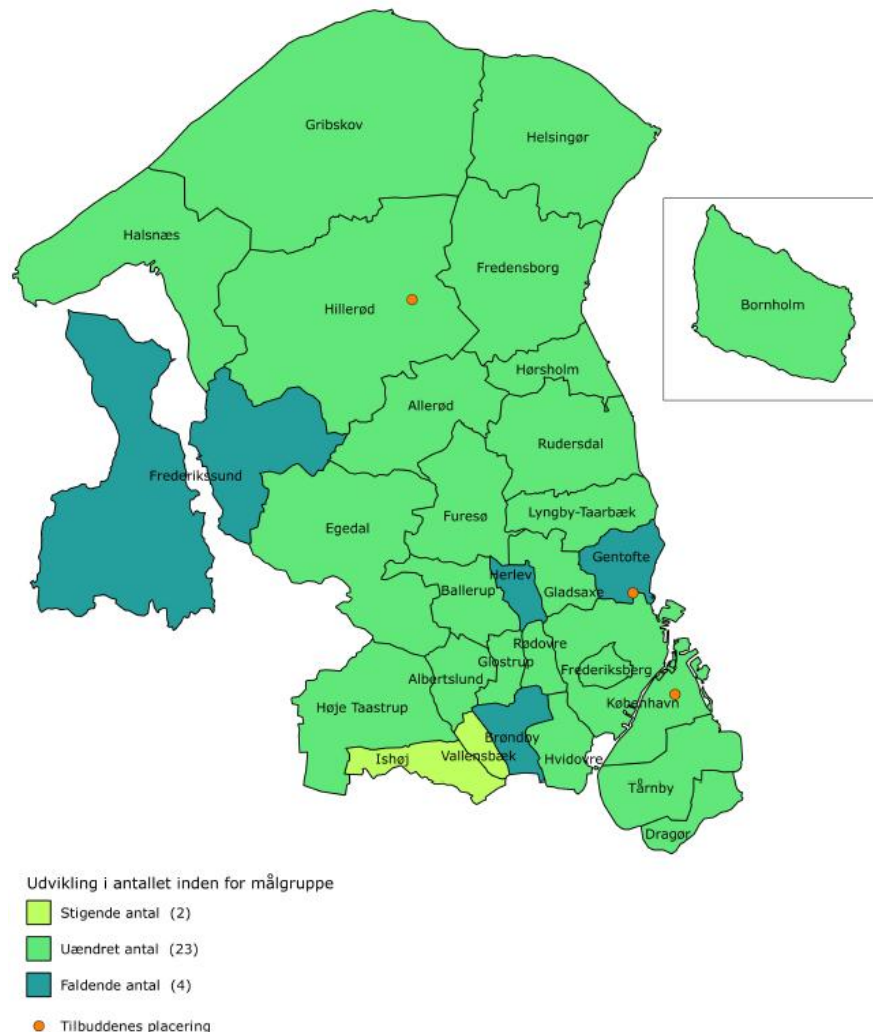 Gribskov
Helsingør
Halsnæs
Fredensborg
Hillerød
Bornholm
Hørsholm
Allerød
Rudersdal
Frederikssund
Egedal
Furesø
Lyngby-Taarbæk
Gentofte
Herlev
Ballerup
Gladsaxe
Rødovre
Glostrup
Frederiksberg
Albertslund
Høje Taastrup
København
Brøndby
Vallensbæk
Ishøj
Hvidovre
Tårnby
Dragør
Udvikling i antallet inden for målgruppe
Stigende antal (2)
Uændret antal (23)
Faldende antal (4)
Tilbuddenes placering